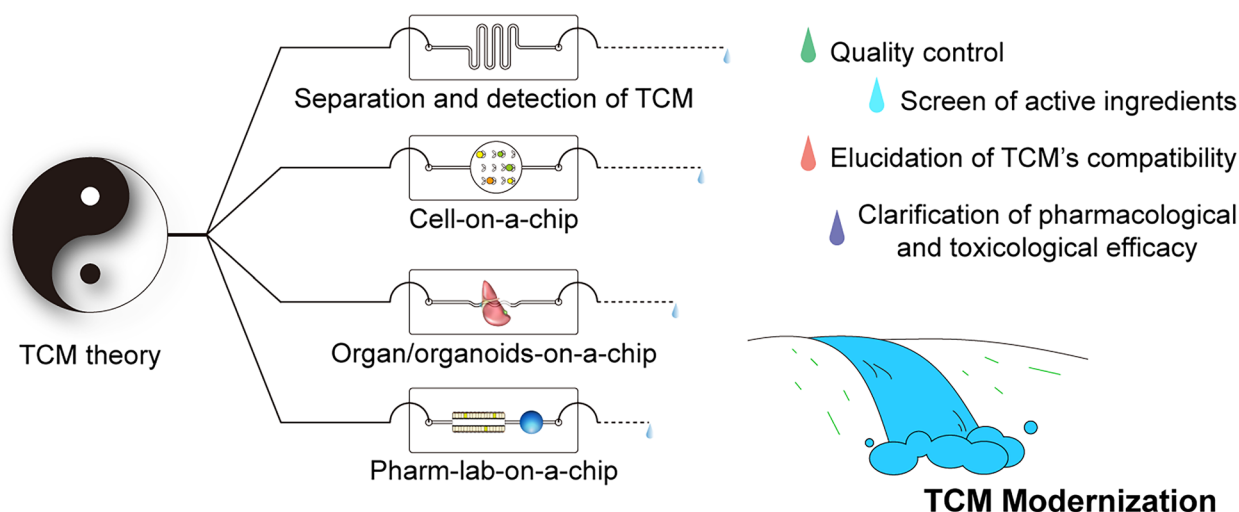 TCM theory
Separation and detection of TCM
Cell-on-a-chip
Organ/organoids-on-a-chip
Pharm-lab-on-a-chip
Quality control
Screen of active ingredients
Elucidation of TCM's compatibility
Clarification of pharmacological
and toxicological efficacy
TCM Modernization